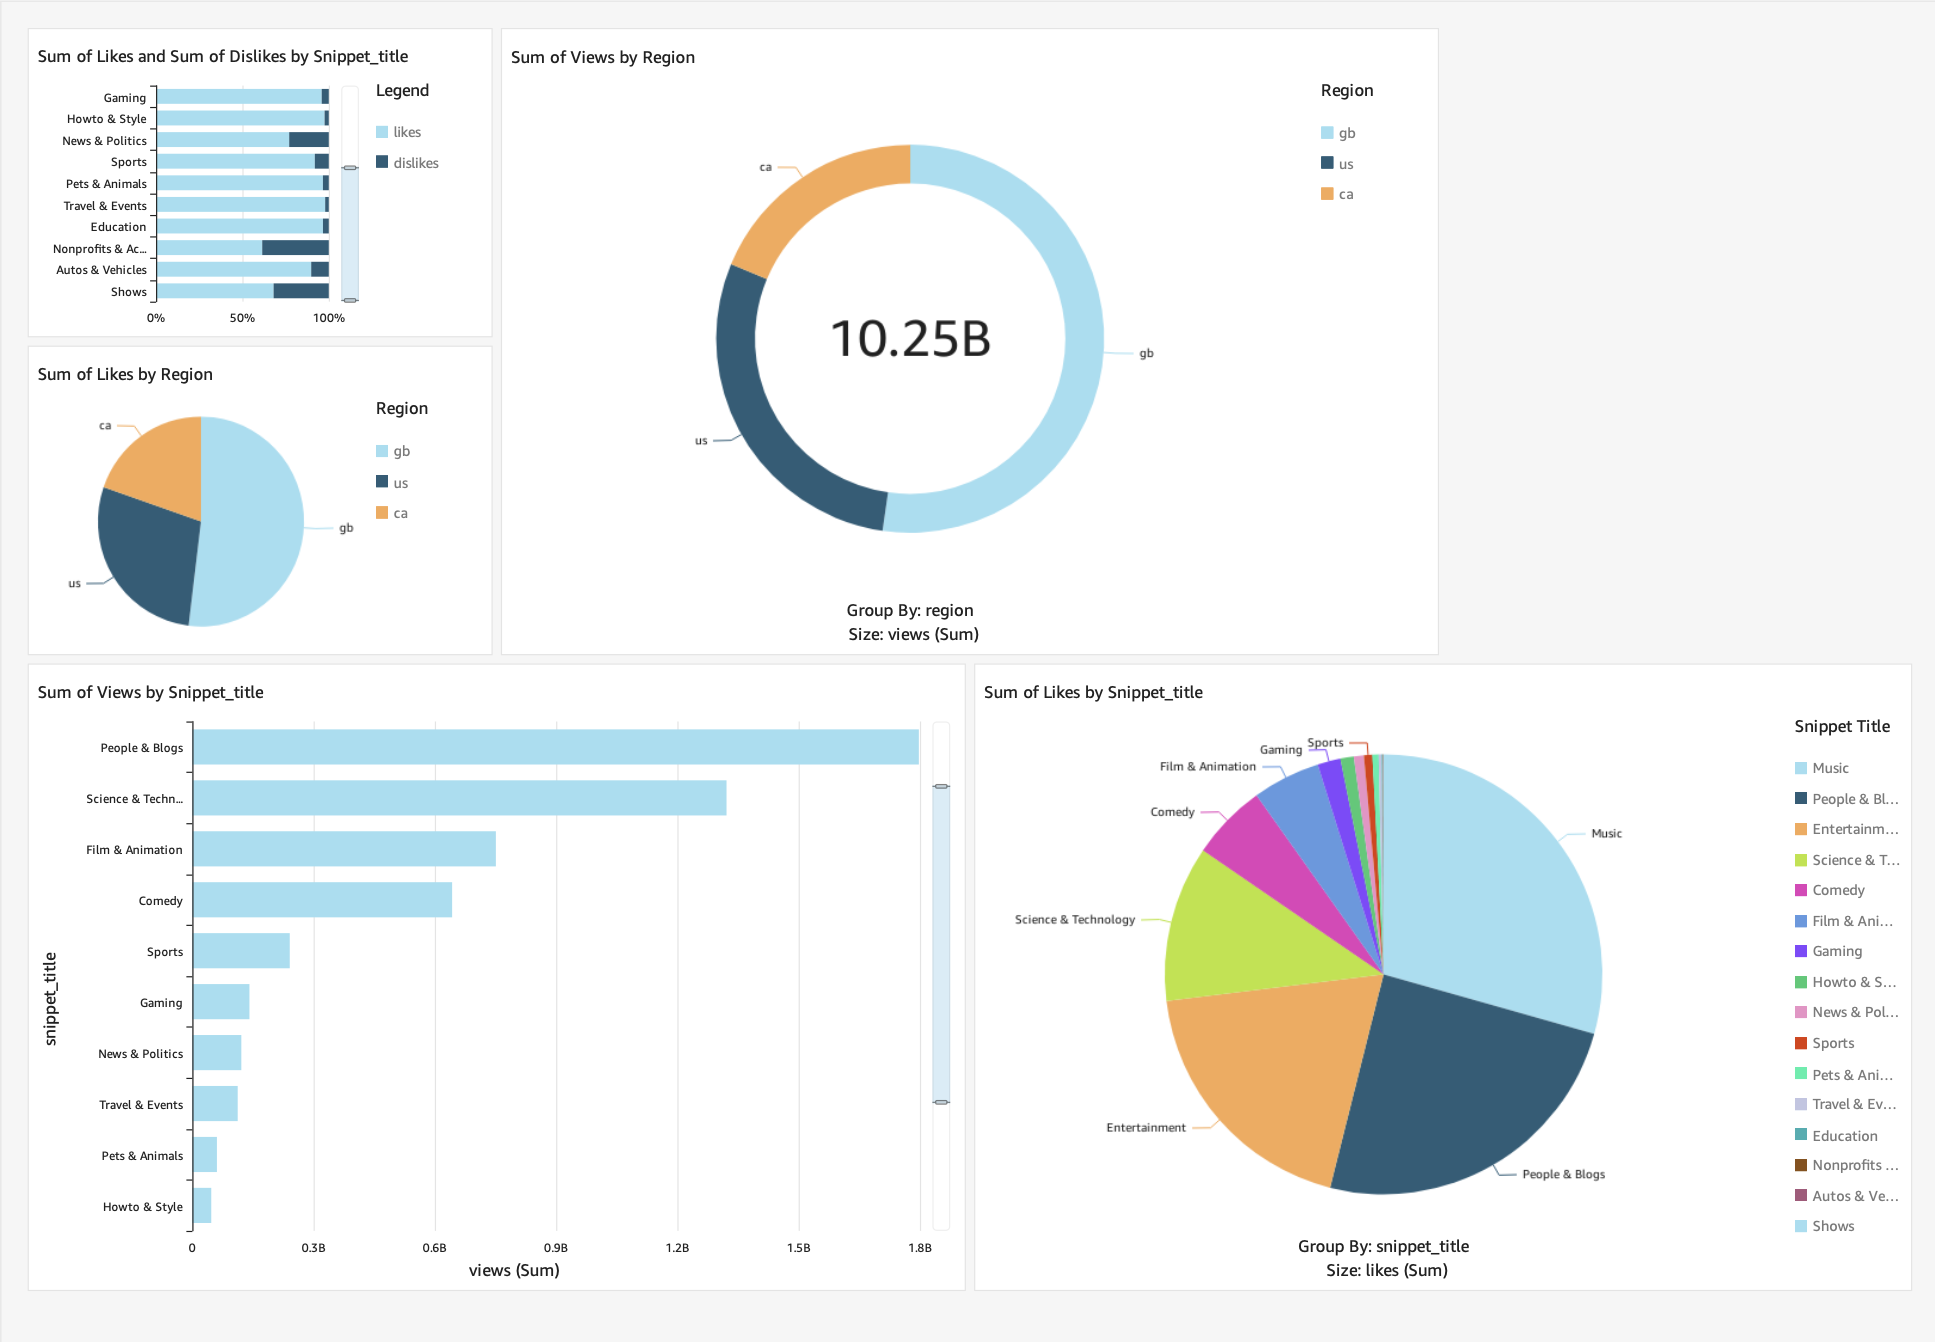 Sum of Likes and Sum of Dislikes by Snippet_title
Gaming
Howto & Style
News & Politics
Sports
Pets & Animals
Travel & Events
Education
Nonprofits & Ac...
Autos & Vehicles
Shows
0%
50%
100%
Legend
likes
dislikes
Sum of Views by Region
ca
us
gb
10.25B
Group By: region
Size: views (Sum)
Region
gb
us
ca
Sum of Likes by Region
ca
us
gb
Region
gb
us
ca
Sum of Views by Snippet_title
snippet_title
People & Blogs
Science & Techn...
Film & Animation
Comedy
Sports
Gaming
News & Politics
Travel & Events
Pets & Animals
Howto & Style
0
0.3B
0.6B
0.9B
1.2B
1.5B
1.8B
views (Sum)
Sum of Likes by Snippet_title
Sports
Gaming
Film & Animation
Comedy
Music
Science & Technology
Entertainment
People & Blogs
Group By: snippet_title
Size: likes (Sum)
Snippet Title
Music
People & Bl...
Entertainm...
Science & T...
Comedy
Film & Ani...
Gaming
Howto & S...
News & Pol...
Sports
Pets & Ani...
Travel & Ev...
Education
Nonprofits ...
Autos & Ve...
Shows